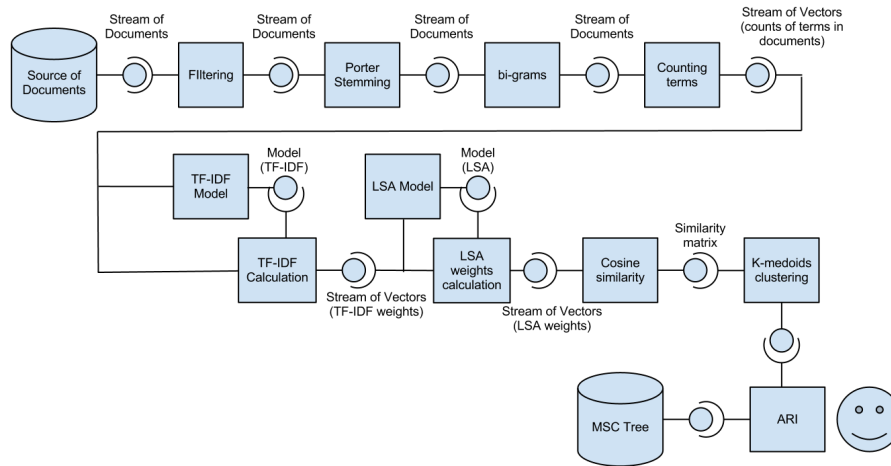 Stream of
Documents
Stream of
Documents
Stream of
Documents
Stream of
Documents
Stream of Vectors
(counts of terms in
documents)
Source of
Documents
FIltering
Porter
Stemming
bi-grams
Counting
terms
Model
(TF-IDF)
Model
(LSA)
TF-IDF
Model
LSA Model
TF-IDF
Calculation
LSA
weights
calculation
Similarity
matrix
Cosine
similarity
K-medoids
clustering
Stream of Vectors
(TF-IDF weights)
Stream of Vectors
(LSA weights)
MSC Tree
ARI